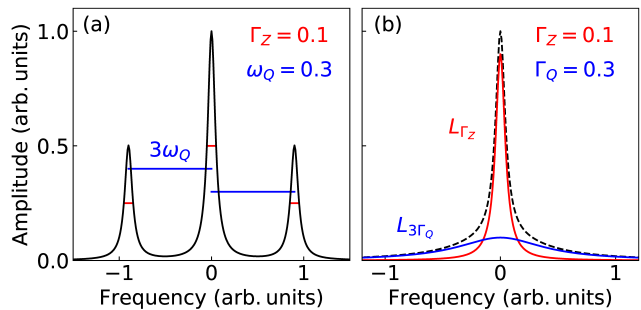 (a)
Γ_Z = 0.1
ω_Q = 0.3
3ω_Q
Amplitude (arb. units)
1.0
0.5
0.0
-1
0
1
Frequency (arb. units)
(b)
Γ_Z = 0.1
Γ_Q = 0.3
L_{Γ_Z}
L_{3Γ_Q}
-1
0
1
Frequency (arb. units)